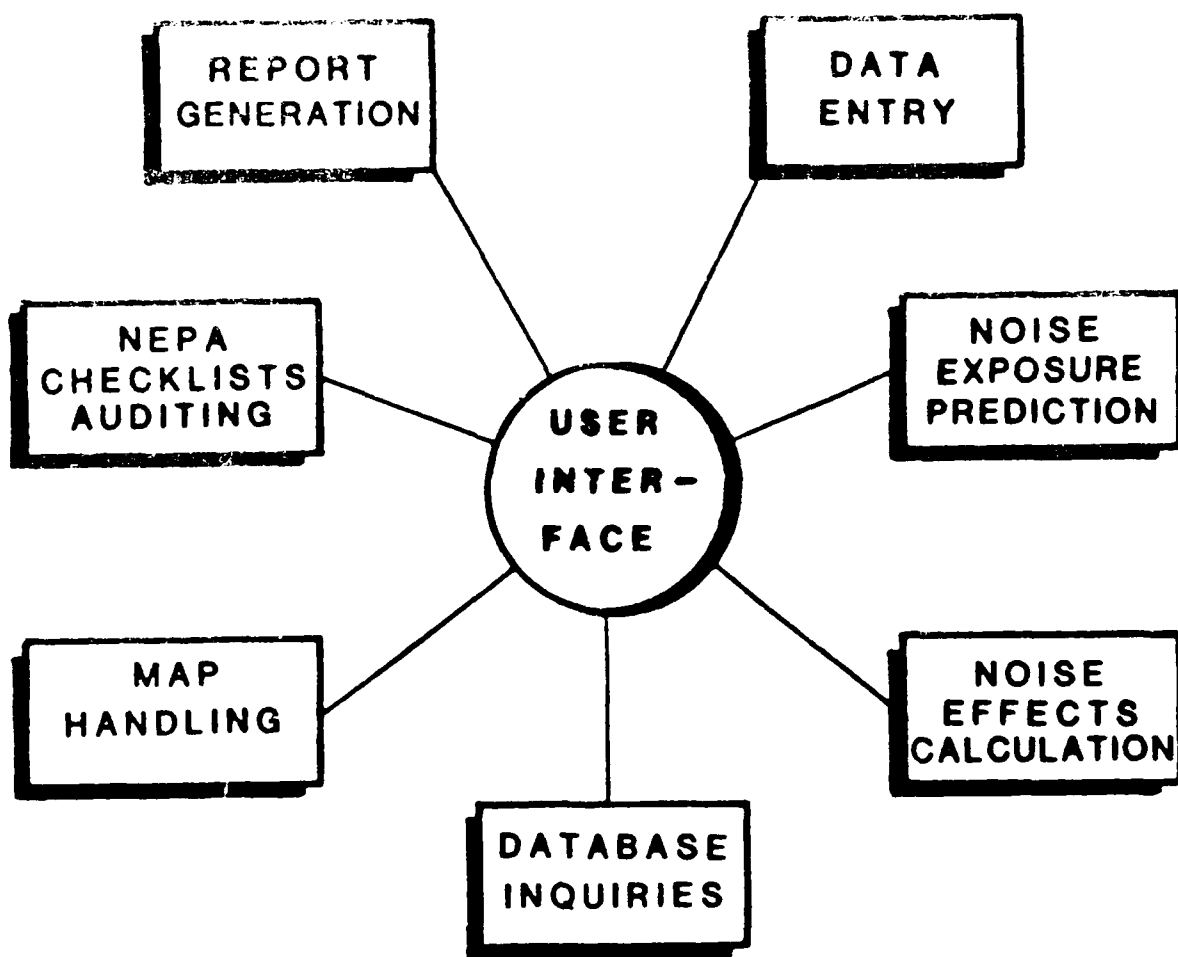 REPORT
GENERATION
DATA
ENTRY
NEPA
CHECKLISTS
AUDITING
NOISE
EXPOSURE
PREDICTION
USER
INTER-
FACE
MAP
HANDLING
NOISE
EFFECTS
CALCULATION
DATABASE
INQUIRIES